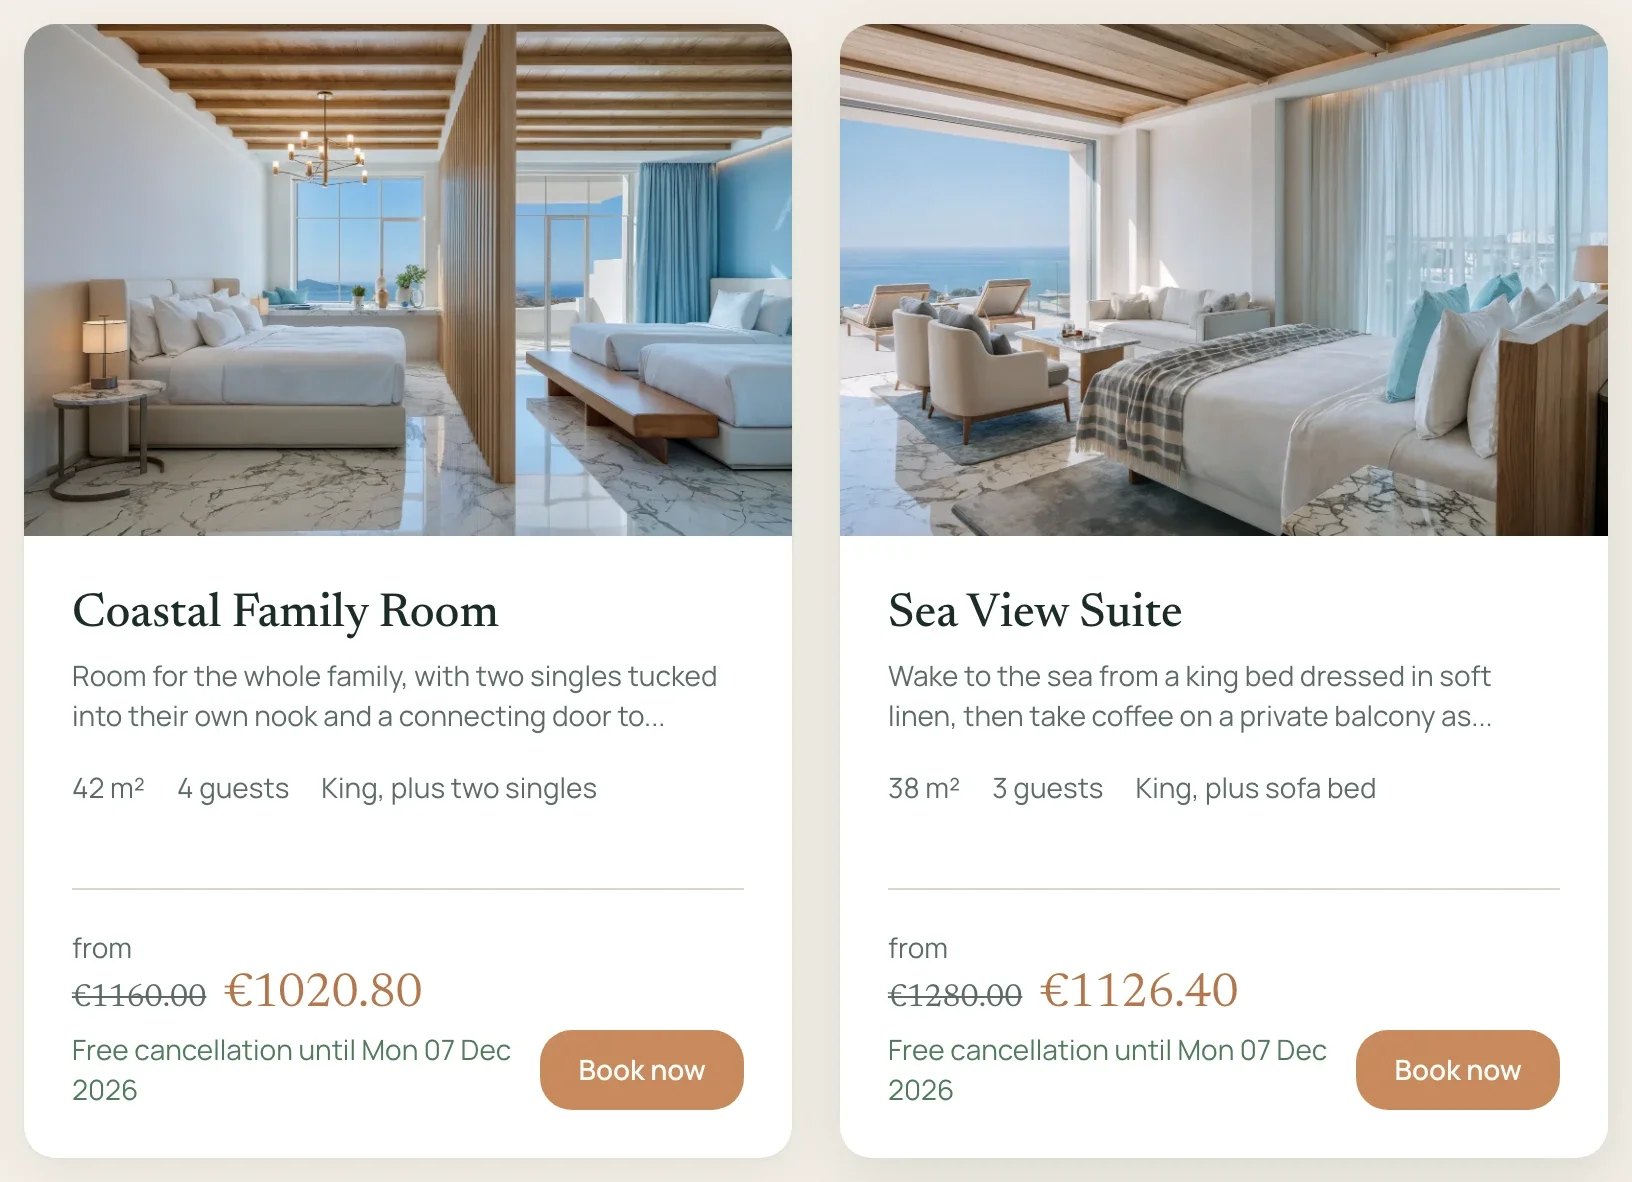 Coastal Family Room
Room for the whole family, with two singles tucked
into their own nook and a connecting door to...
42 m² 4 guests King, plus two singles
from
€1160.00 €1020.80
Free cancellation until Mon 07 Dec
2026
Book now
Sea View Suite
Wake to the sea from a king bed dressed in soft
linen, then take coffee on a private balcony as...
38 m² 3 guests King, plus sofa bed
from
€1280.00 €1126.40
Free cancellation until Mon 07 Dec
2026
Book now